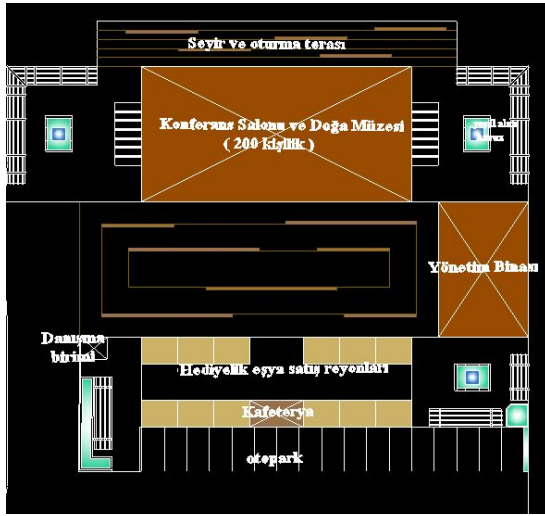 Seyir ve oturma terası
Konferans Salonu ve Doğa Müzesi
( 200 kişilik )
Yönetim Binası
Danışma
birimi
Hediyelik eşya satış reyonları
Kafeterya
otopark